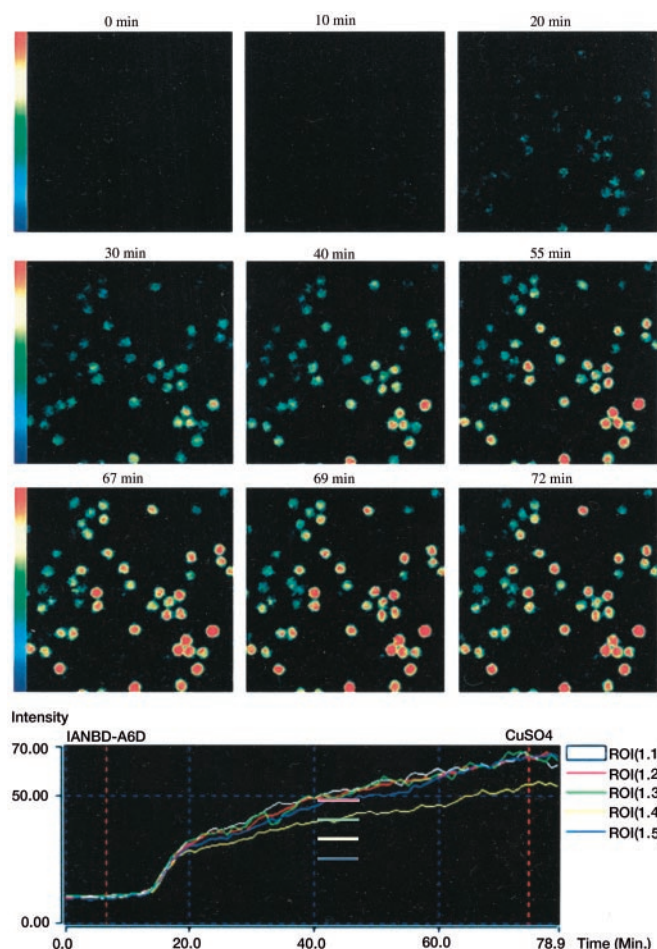 0 min 10 min 20 min
30 min 40 min 55 min
67 min 69 min 72 min
Intensity
IANBD-A6D CuSO4
70.00
50.00
0.00
ROI(1.1
ROI(1.2
ROI(1.3
ROI(1.4
ROI(1.5
0.0 20.0 40.0 60.0 78.9 Time (Min.)